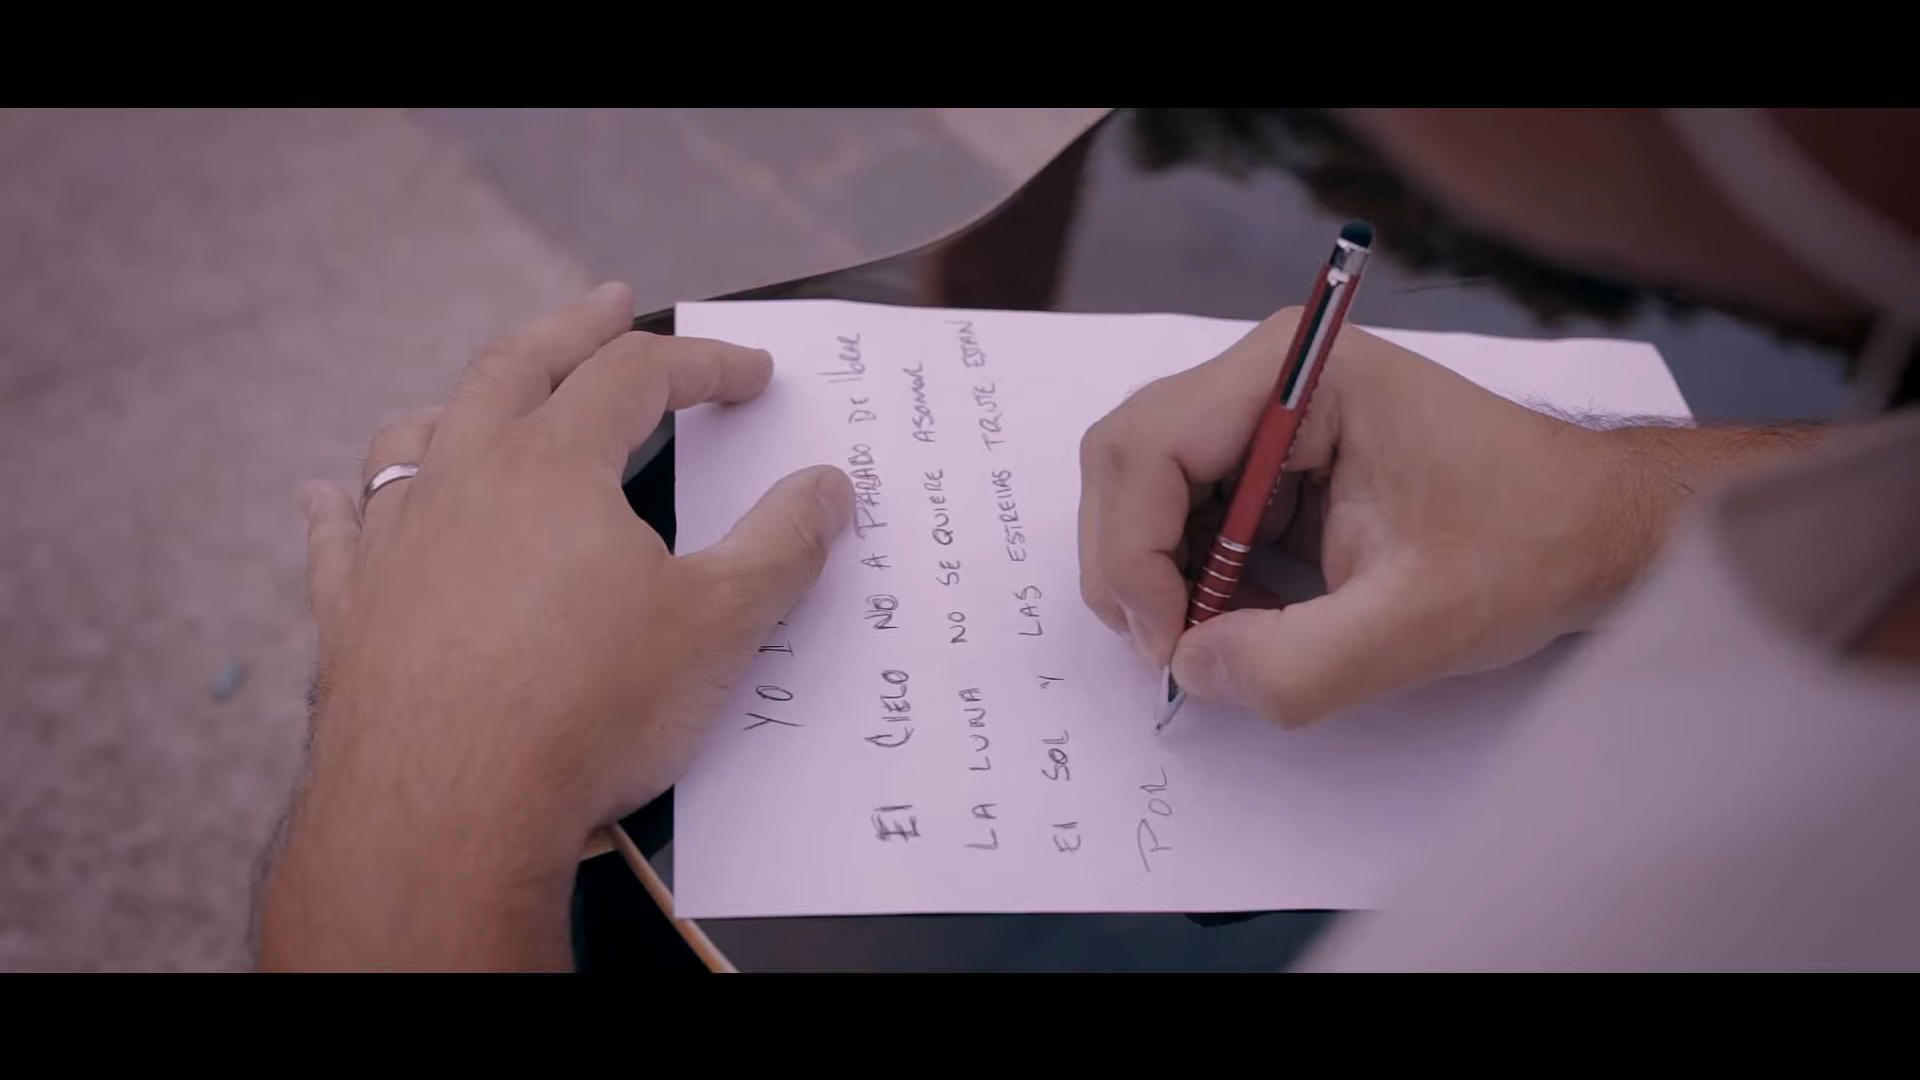 YO
El CIELO NO A PARADO DE
LA LUNA NO SE QUIERE ASOMAR
El SOL Y LAS ESTREllAS TRISTE ESTAN
POR